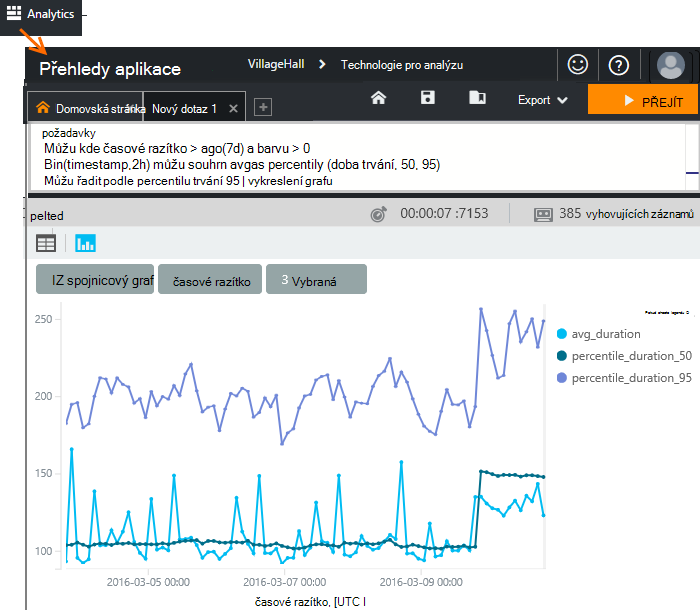 Analytics
Přehledy aplikace
VillageHall
Technologie pro analýzu
Domovská stránka
Nový dotaz 1
Export
PŘEJÍT
požadavky
Můžu kde časové razítko > ago(7d) a barvu > 0
Bin(timestamp,2h) můžu souhrn avgas percentily (doba trvání, 50, 95)
Můžu řadit podle percentilu trvání 95 | vykreslení grafu
pelted
00:00:07 :7153
385 vyhovujících záznamů
IZ spojnicový graf
časové razítko
3 Vybraná
250
200
150
100
avg_duration
percentile_duration_50
percentile_duration_95
2016-03-05 00:00
2016-03-07 00:00
2016-03-09 00:00
časové razítko, [UTC I